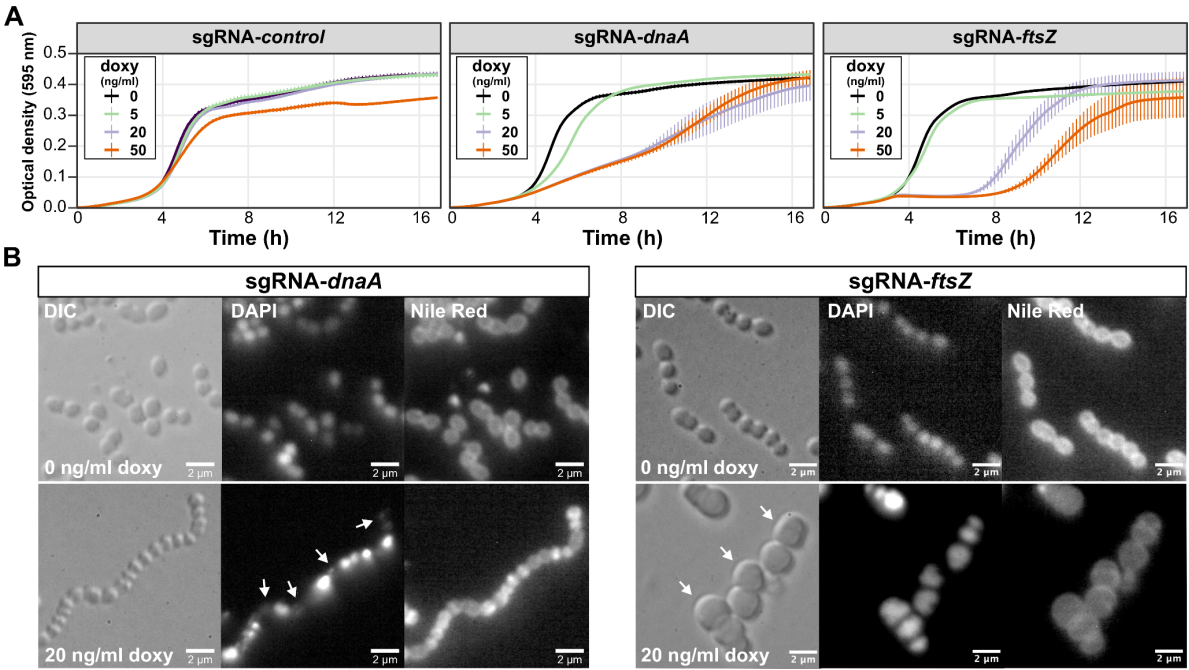 A
sgRNA-control
sgRNA-dnaA
sgRNA-ftsZ
Optical density (595 nm)
0.5
0.4
0.3
0.2
0.1
0.0
doxy
(ng/ml)
0
5
20
50
doxy
(ng/ml)
0
5
20
50
doxy
(ng/ml)
0
5
20
50
0 4 8 12 16
0 4 8 12 16
0 4 8 12 16
Time (h)
Time (h)
Time (h)
B
sgRNA-dnaA
sgRNA-ftsZ
DIC
DAPI
Nile Red
DIC
DAPI
Nile Red
0 ng/ml doxy
2 µm
2 µm
2 µm
0 ng/ml doxy
2 µm
2 µm
2 µm
20 ng/ml doxy
2 µm
2 µm
2 µm
20 ng/ml doxy
2 µm
2 µm
2 µm